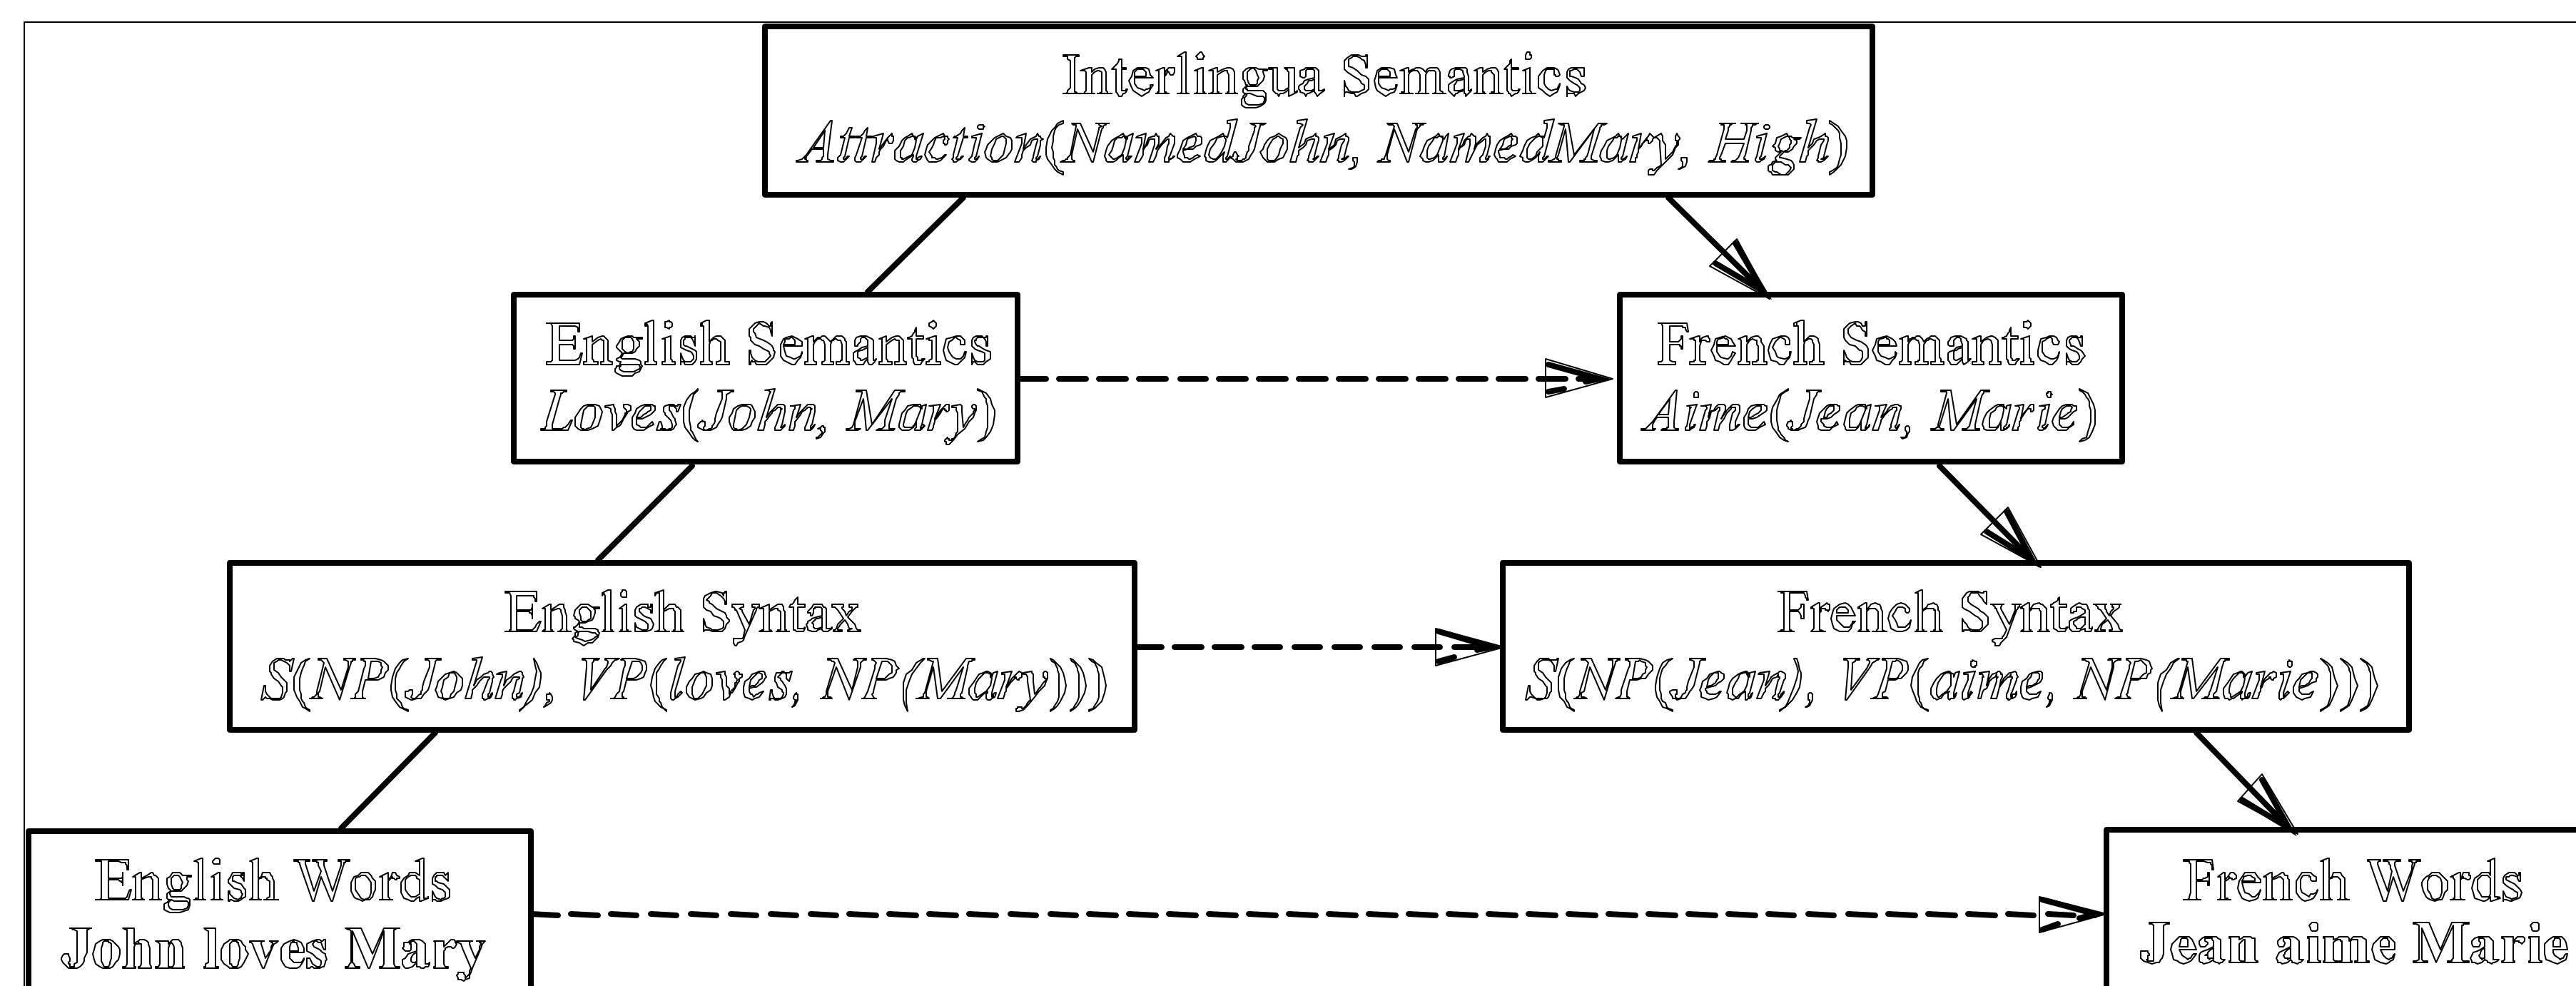 Interlingua Semantics
Attraction(NamedJohn, NamedMary, High)
English Semantics
Loves(John, Mary)
French Semantics
Aime(Jean, Marie)
English Syntax
S(NP(John), VP(loves, NP(Mary)))
French Syntax
S(NP(Jean), VP(aime, NP(Marie)))
English Words
John loves Mary
French Words
Jean aime Marie